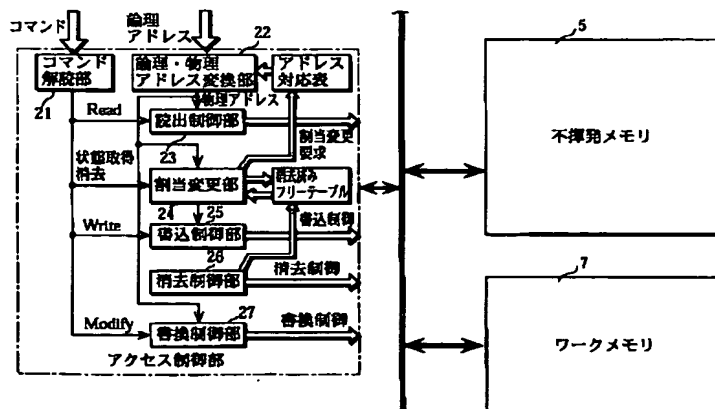 コマンド
論理
アドレス
22
5
コマンド
解読部
論理・物理
アドレス変換部
アドレス
対応表
21
物理アドレス
Read
読出制御部
不揮発メモリ
23
割当変更
要求
状態取得
消去
割当変更部
消去済み
フリーテーブル
24
25
書込制御
Write
書込制御部
26
消去制御
消去制御部
7
27
書換制御
Modify
書換制御部
アクセス制御部
ワークメモリ